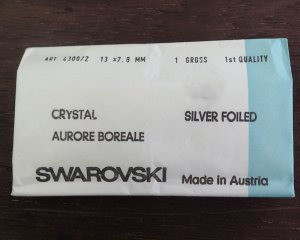 ART 4300/2 13 x 7.8 MM 1 GROSS 1st QUALITY
CRYSTAL SILVER FOILED
AURORE BOREALE
SWAROVSKI Made in Austria